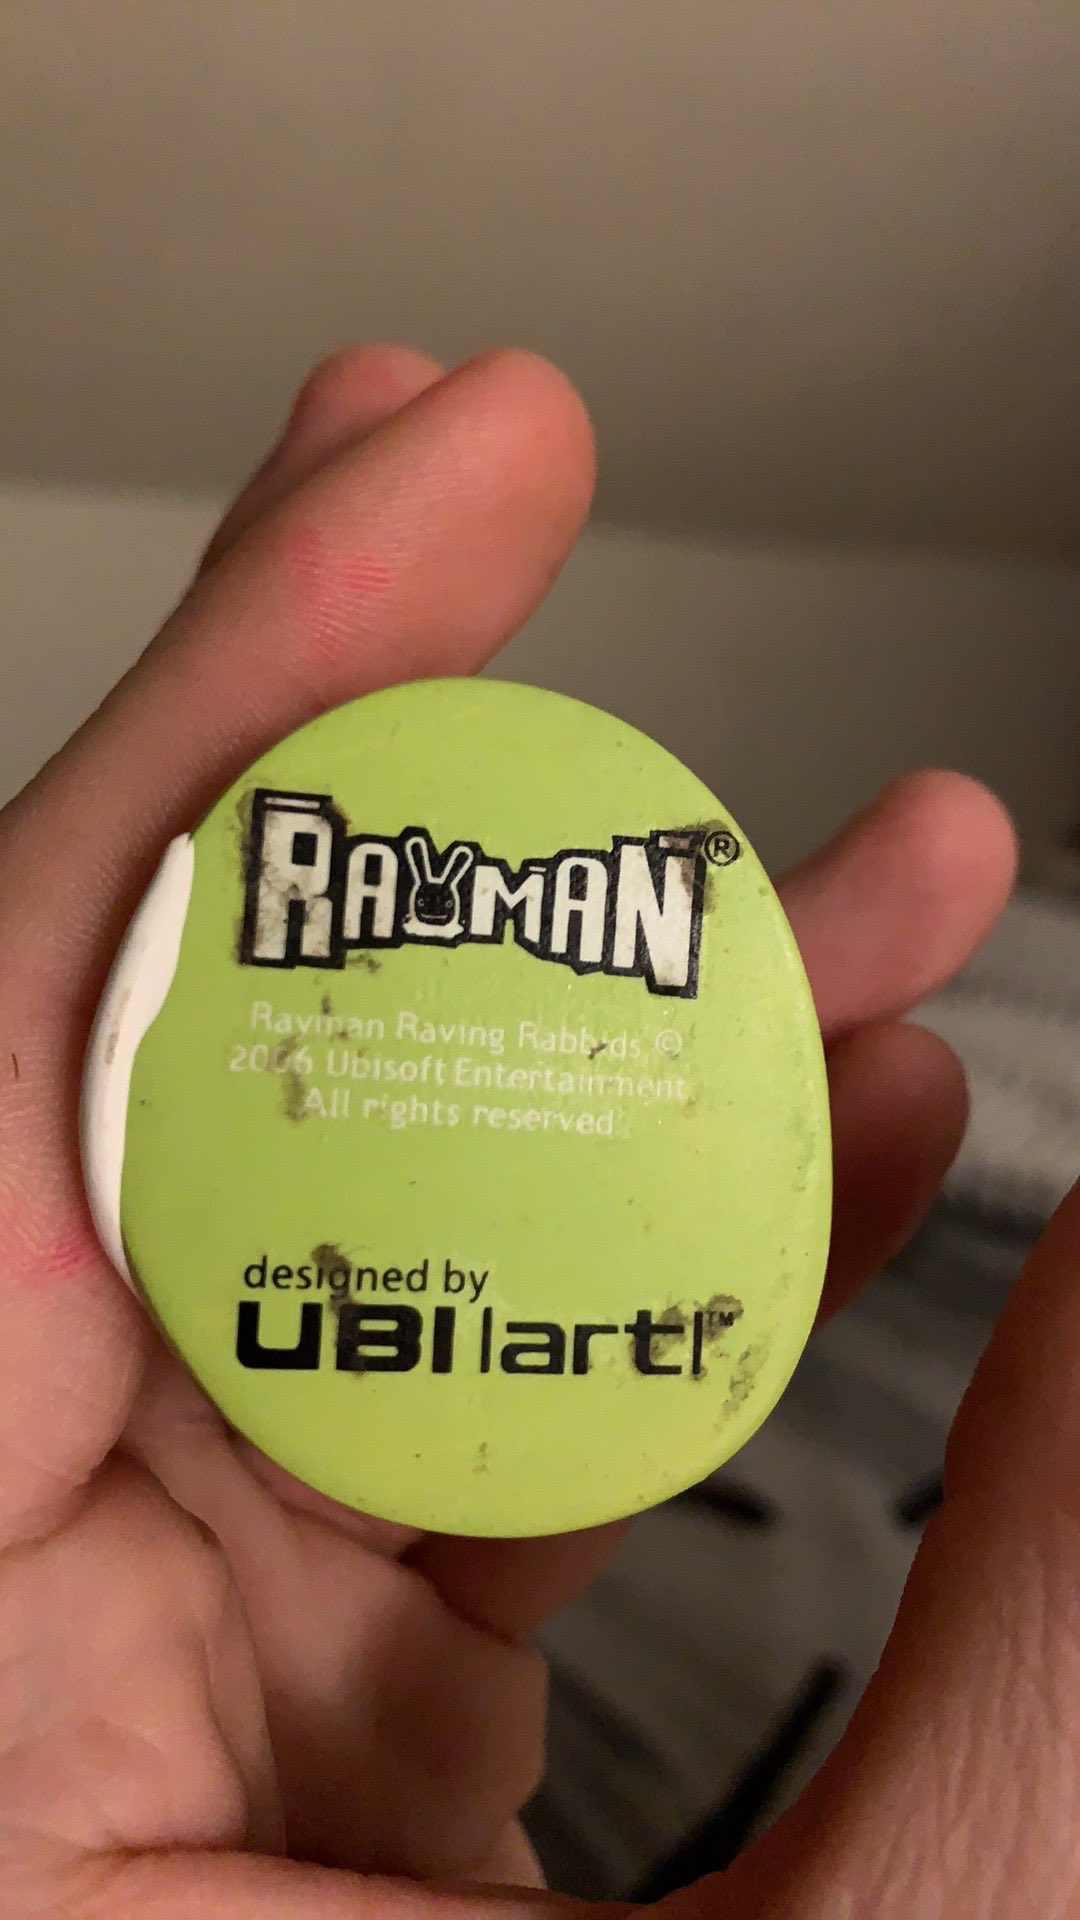 RAYMAN®
Rayman Raving Rabbids ©
2006 Ubisoft Entertainment.
All rights reserved.
designed by
UBI|art|™